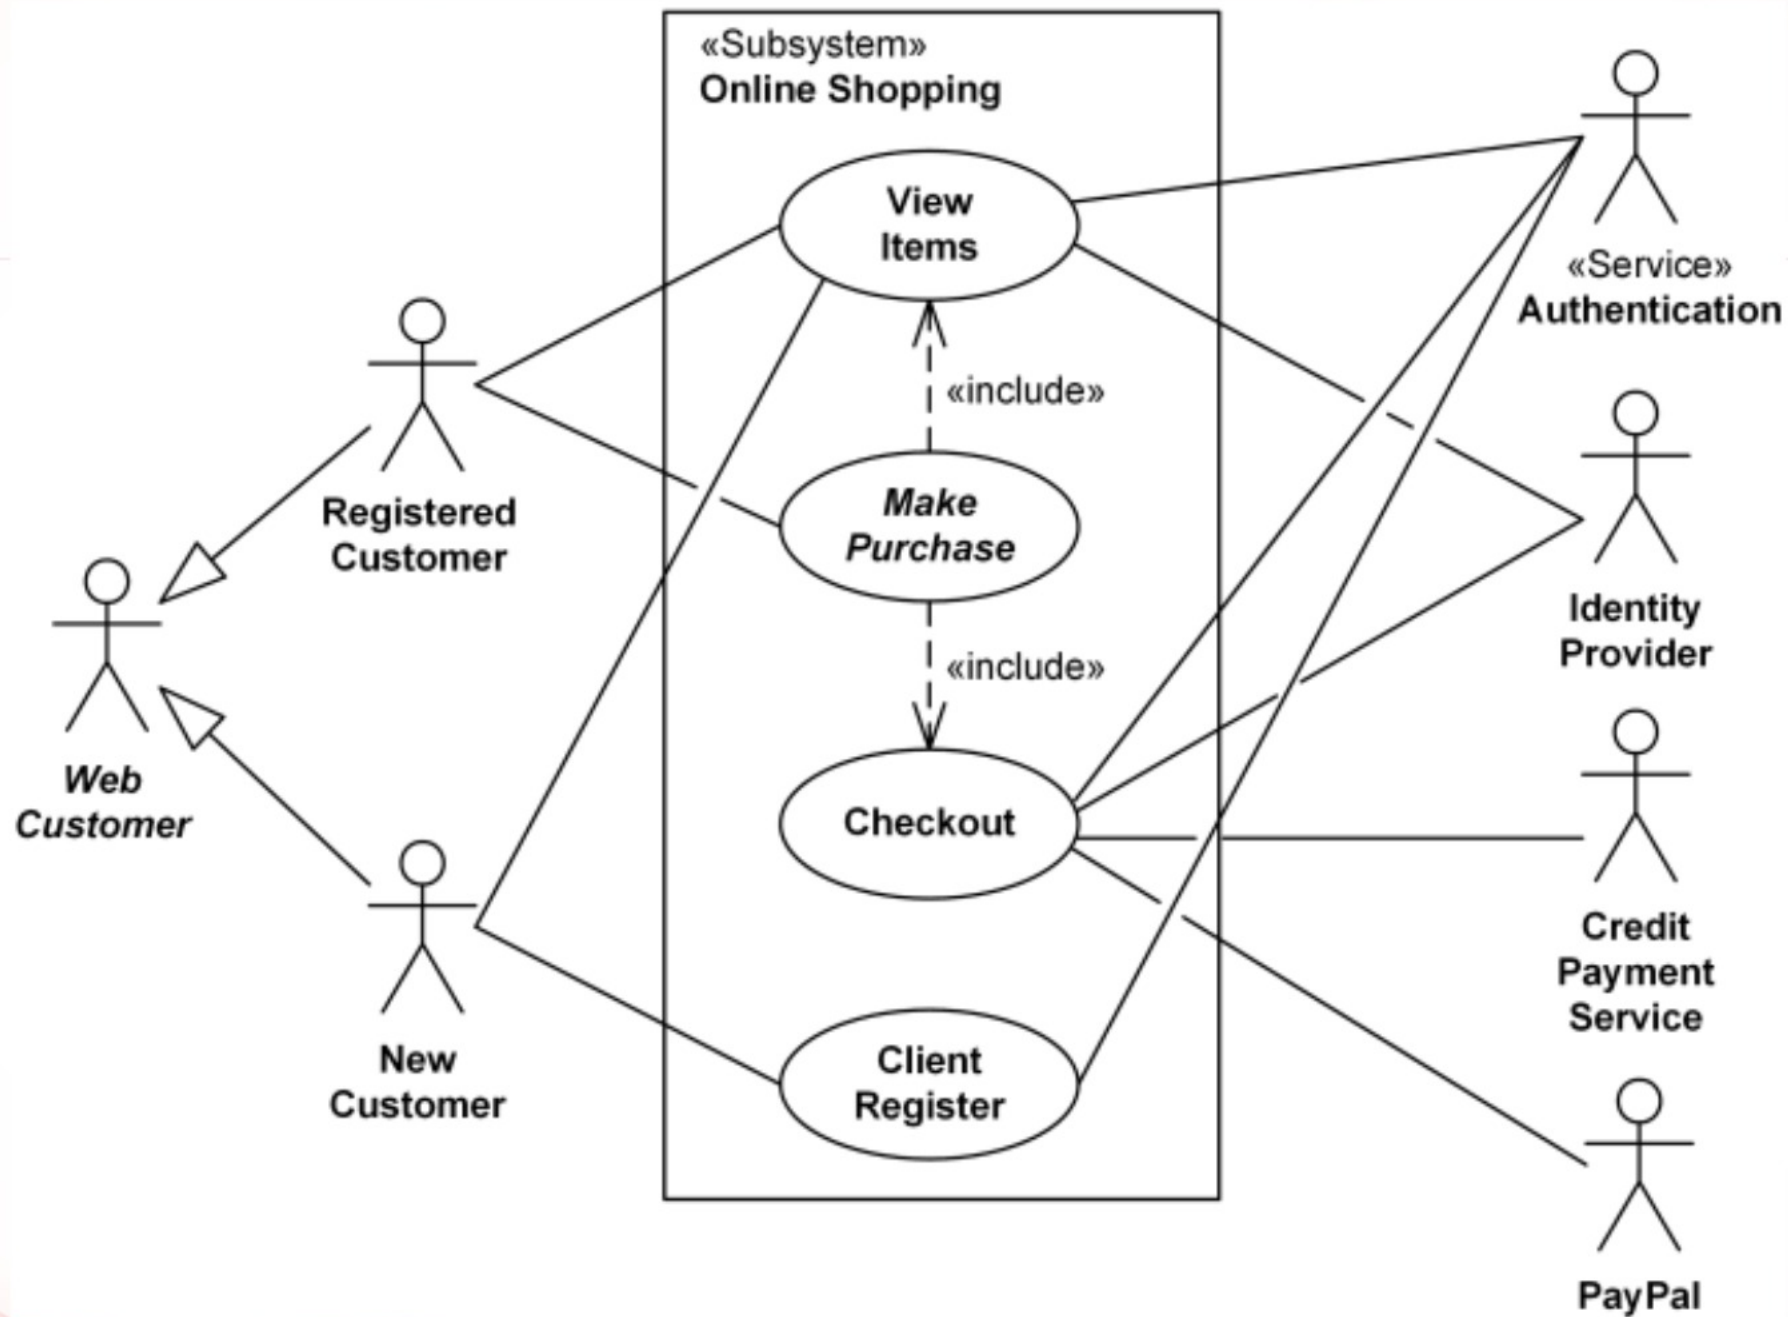 «Subsystem»
Online Shopping
View
Items
«include»
Make
Purchase
«include»
Checkout
Client
Register
Registered
Customer
Web
Customer
New
Customer
«Service»
Authentication
Identity
Provider
Credit
Payment
Service
PayPal